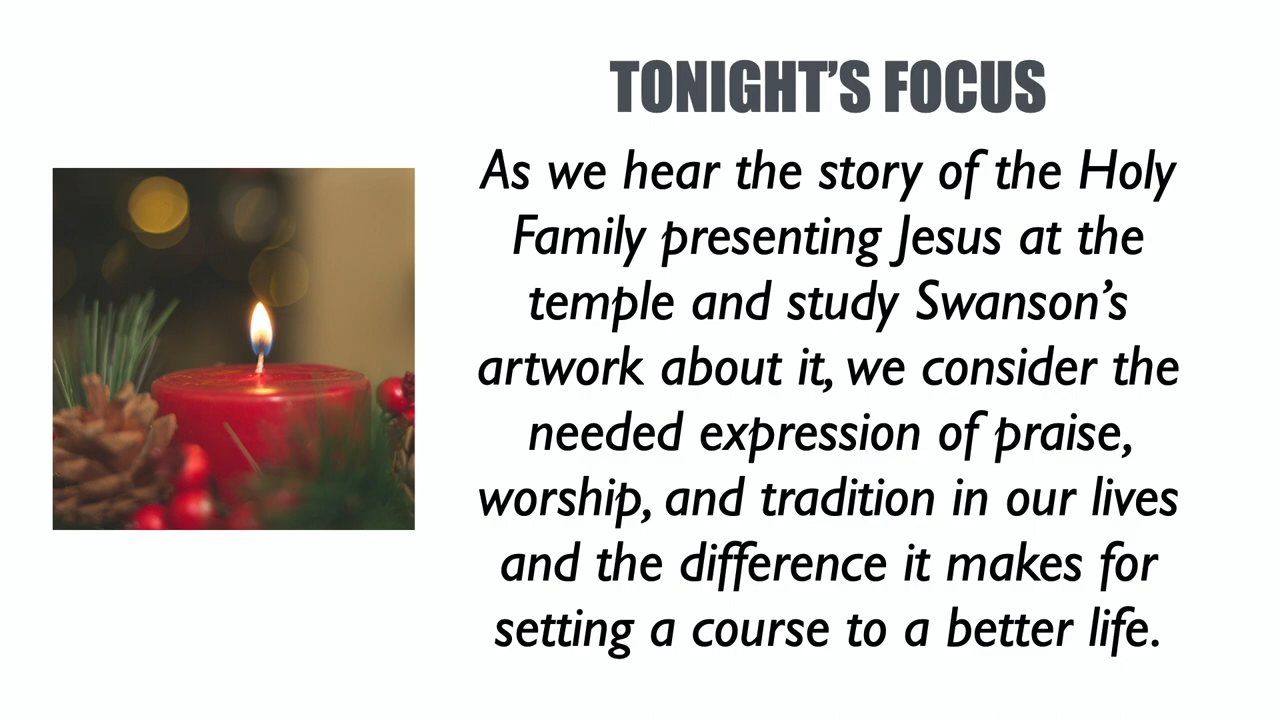 TONIGHT'S FOCUS
As we hear the story of the Holy
Family presenting Jesus at the
temple and study Swanson's
artwork about it, we consider the
needed expression of praise,
worship, and tradition in our lives
and the difference it makes for
setting a course to a better life.